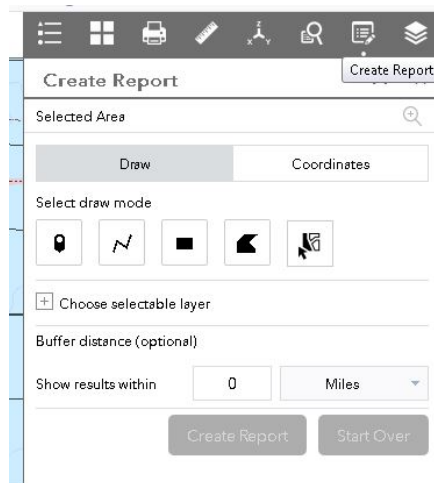 Create Report
Create Report
Selected Area
Draw Coordinates
Select draw mode
Choose selectable layer
Buffer distance (optional)
Show results within 0 Miles
Create Report Start Over